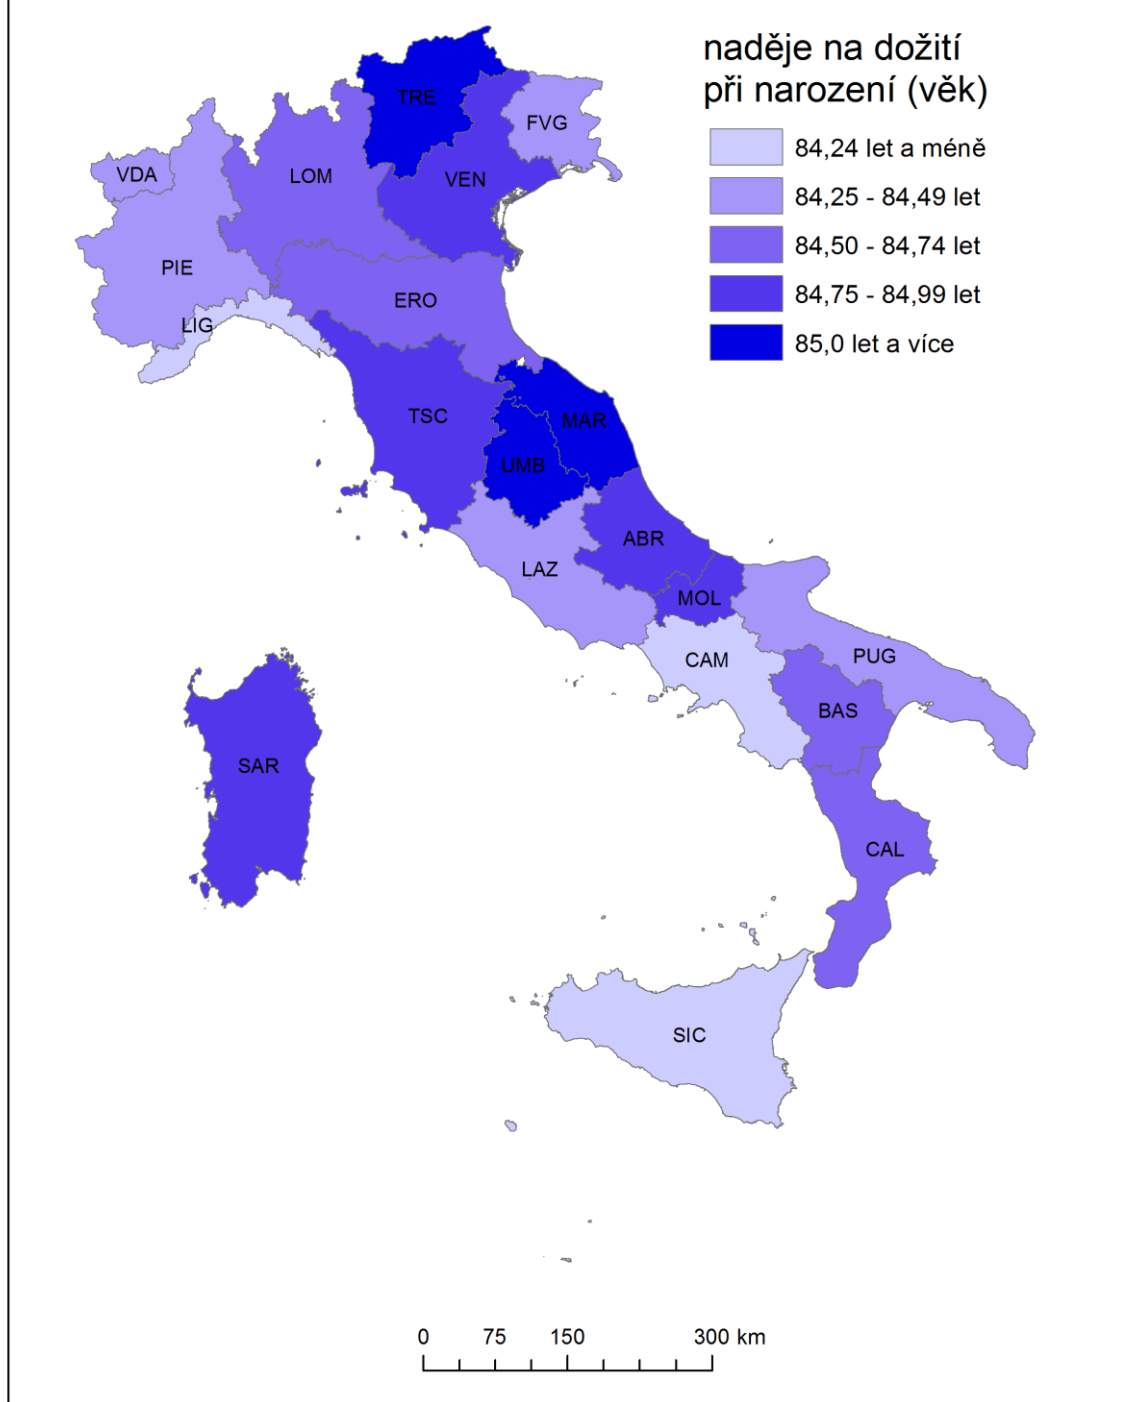 naděje na dožití
při narození (věk)
84,24 let a méně
84,25 - 84,49 let
84,50 - 84,74 let
84,75 - 84,99 let
85,0 let a více
TRE
FVG
VDA
LOM
VEN
PIE
ERO
LIG
TSC
MAR
UMB
ABR
LAZ
MOL
CAM
PUG
BAS
SAR
CAL
SIC
0 75 150 300 km